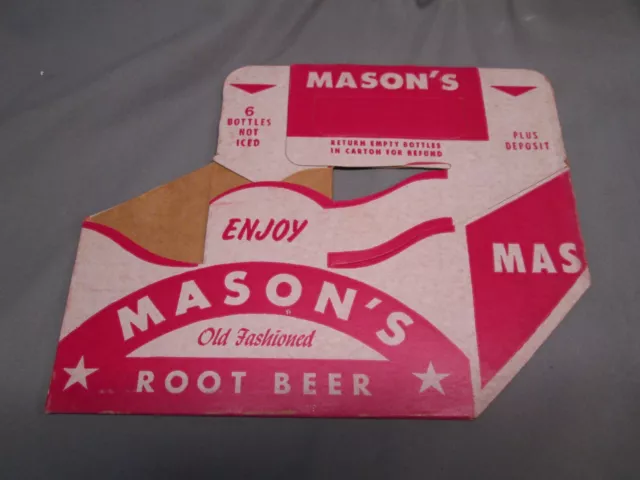 MASON'S
6
BOTTLES
NOT
ICED
RETURN EMPTY BOTTLES
IN CARTON FOR REFUND
PLUS
DEPOSIT
ENJOY
MAS
MASON'S
Old Fashioned
ROOT BEER